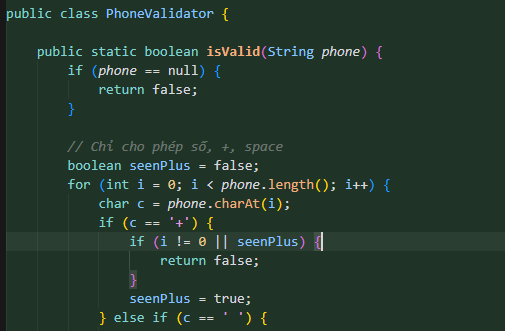 public class PhoneValidator {
public static boolean isValid(String phone) {
if (phone == null) {
return false;
}
// Chỉ cho phép số, +, space
boolean seenPlus = false;
for (int i = 0; i < phone.length(); i++) {
char c = phone.charAt(i);
if (c == '+') {
if (i != 0 || seenPlus) {
return false;
}
seenPlus = true;
} else if (c == ' ') {